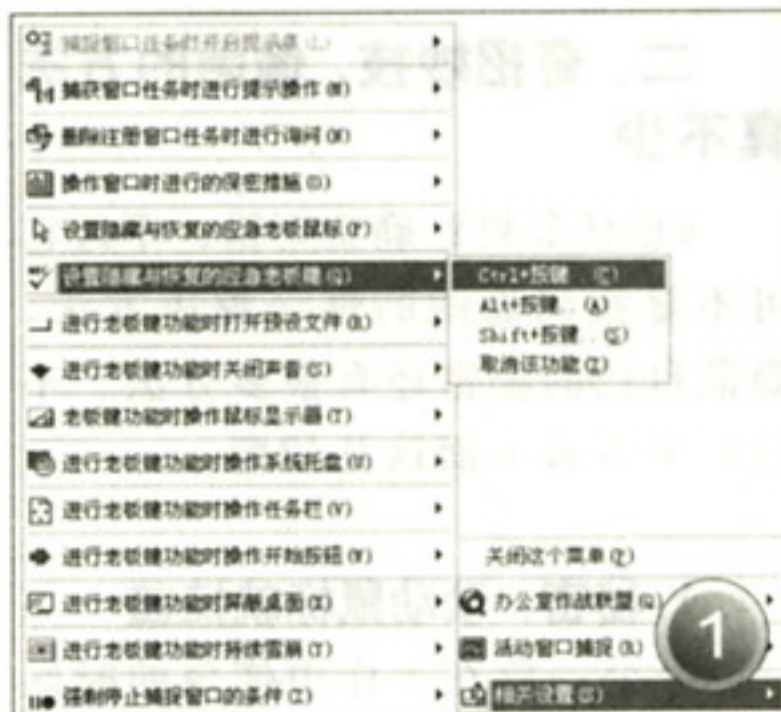 捕捉窗口任务时开启提示
捕获窗口任务时进行提示操作(M)
删除注册窗口任务时进行询问
操作窗口时进行的保密措施(O)
设置隐藏与恢复的应急老板鼠标(P)
设置隐藏与恢复的应急老板键(Q)
进行老板键功能时打开预设文件(R)
进行老板键功能时关闭声音(S)
老板键功能时操作鼠标显示器(T)
进行老板键功能时操作系统托盘(U)
进行老板键功能时操作任务栏(V)
进行老板键功能时操作开始按钮(W)
进行老板键功能时屏蔽桌面(X)
进行老板键功能时持续雪崩(Y)
强制停止捕捉窗口的条件(Z)
Ctrl+按键..(C)
Alt+按键..(A)
Shift+按键..(S)
取消该功能
关闭这个菜单(P)
办公室作战联盟(Q)
活动窗口捕捉(R)
相关设置(S)
1